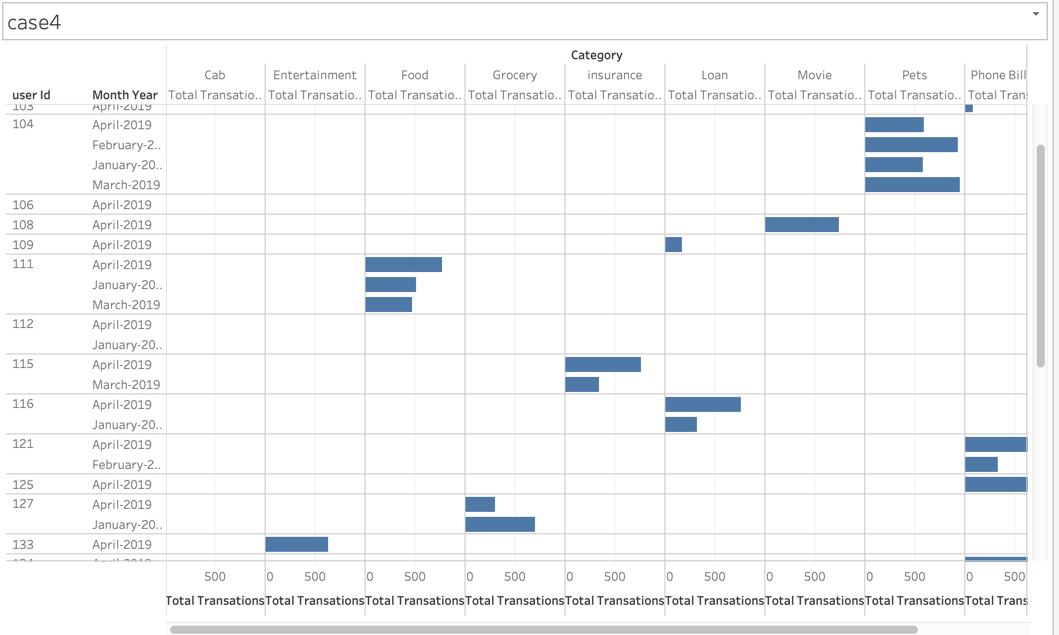 case4
Category
Cab Entertainment Food Grocery insurance Loan Movie Pets Phone Bill
user Id Month Year Total Transatio.. Total Transatio.. Total Transatio.. Total Transatio.. Total Transatio.. Total Transatio.. Total Transatio.. Total Transatio.. Total Trans
103 April-2019
104 April-2019
February-2..
January-20..
March-2019
106 April-2019
108 April-2019
109 April-2019
111 April-2019
January-20..
March-2019
112 April-2019
January-20..
115 April-2019
March-2019
116 April-2019
January-20..
121 April-2019
February-2..
125 April-2019
127 April-2019
January-20..
133 April-2019
500 0 500 0 500 0 500 0 500 0 500 0 500 0 500 0 500
Total Transations Total Transations Total Transations Total Transations Total Transations Total Transations Total Transations Total Transations Total Trans